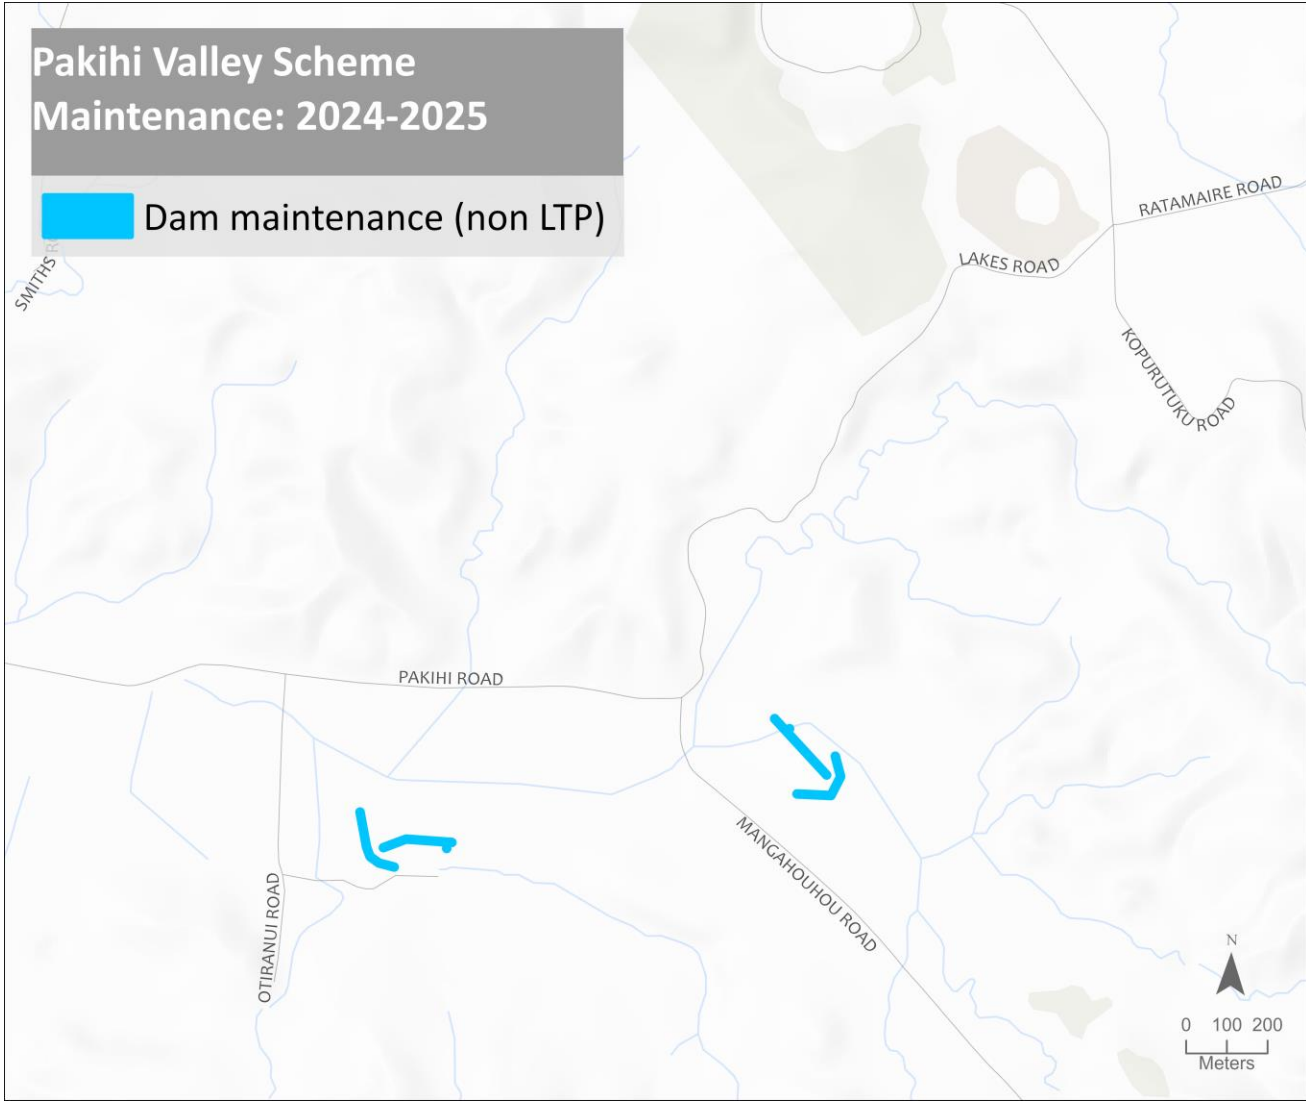 Pakihi Valley Scheme
Maintenance: 2024-2025
Dam maintenance (non LTP)
RATAMAIRE ROAD
LAKES ROAD
SMITHS R
KOPURUTUKU ROAD
PAKIHI ROAD
MANGAHOUHOU ROAD
OTIRANUI ROAD
N
0 100 200
Meters